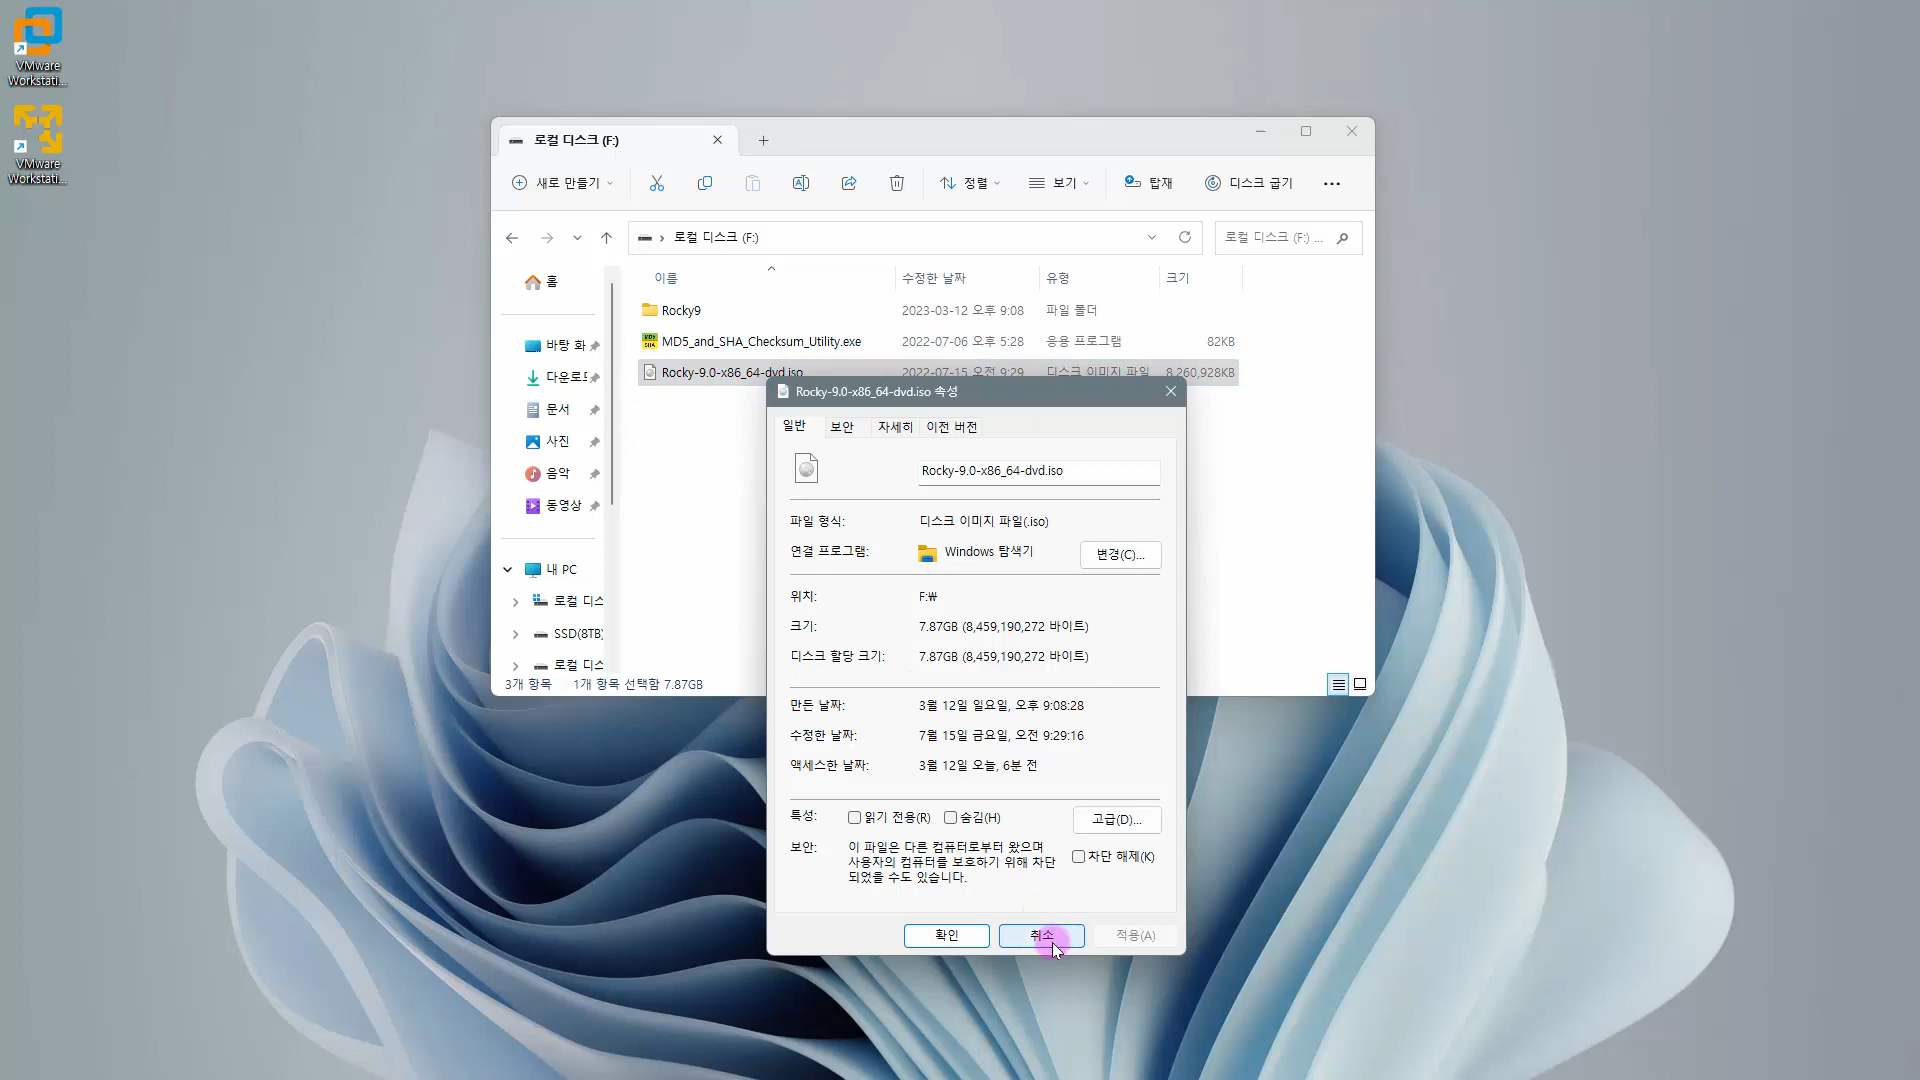 VMware
Workstati...
VMware
Workstati...
로컬 디스크 (F:)
새로 만들기
정렬
보기
탑재
디스크 굽기
로컬 디스크 (F:)
로컬 디스크 (F:) ...
홈
바탕 화
다운로드
문서
사진
음악
동영상
내 PC
로컬 디스
SSD(8TB)
로컬 디스
이름
수정한 날짜
유형
크기
Rocky9
2023-03-12 오후 9:08
파일 폴더
MD5_and_SHA_Checksum_Utility.exe
2022-07-06 오후 5:28
응용 프로그램
82KB
Rocky-9.0-x86_64-dvd.iso
2022-07-15 오전 9:29
디스크 이미지 파일
8,260,928KB
3개 항목
1개 항목 선택함 7.87GB
Rocky-9.0-x86_64-dvd.iso 속성
일반
보안
자세히
이전 버전
Rocky-9.0-x86_64-dvd.iso
파일 형식:
디스크 이미지 파일(.iso)
연결 프로그램:
Windows 탐색기
변경(C)...
위치:
F:₩
크기:
7.87GB (8,459,190,272 바이트)
디스크 할당 크기:
7.87GB (8,459,190,272 바이트)
만든 날짜:
3월 12일 일요일, 오후 9:08:28
수정한 날짜:
7월 15일 금요일, 오전 9:29:16
액세스한 날짜:
3월 12일 오늘, 6분 전
특성:
읽기 전용(R)
숨김(H)
고급(D)...
보안:
이 파일은 다른 컴퓨터로부터 왔으며
사용자의 컴퓨터를 보호하기 위해 차단
되었을 수도 있습니다.
차단 해제(K)
확인
취소
적용(A)